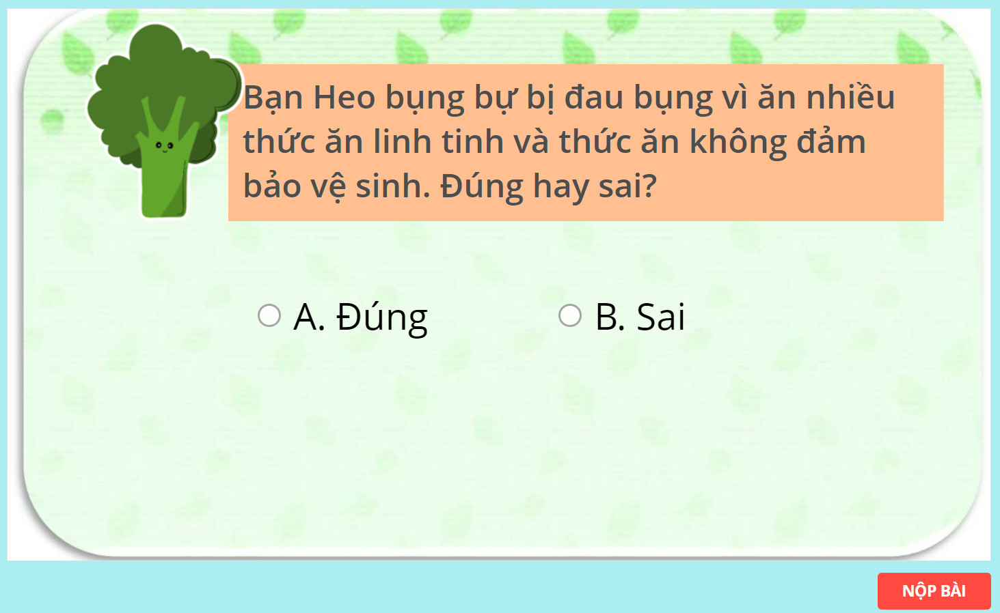 Bạn Heo bụng bự bị đau bụng vì ăn nhiều
thức ăn linh tinh và thức ăn không đảm
bảo vệ sinh. Đúng hay sai?
A. Đúng
B. Sai
NỘP BÀI